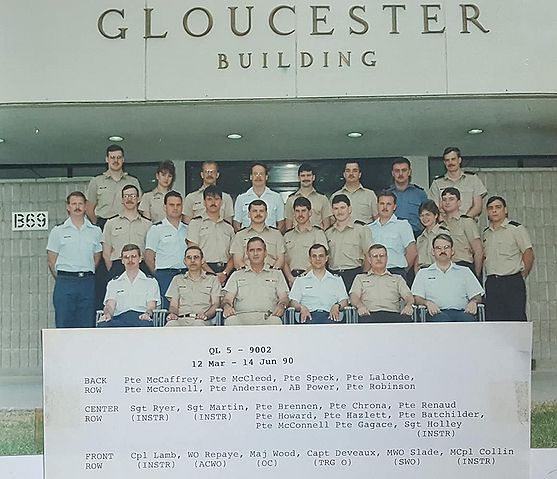 GLOUCESTER
BUILDING
B69
QL 5 - 9002
12 Mar - 14 Jun 90
BACK Pte McCaffrey, Pte McCleod, Pte Speck, Pte Lalonde,
ROW Pte McConnell, Pte Andersen, AB Power, Pte Robinson
CENTER Sgt Ryer, Sgt Martin, Pte Brennen, Pte Chrona, Pte Renaud
ROW (INSTR) (INSTR) Pte Howard, Pte Hazlett, Pte Batchilder,
Pte McConnell Pte Gagace, Sgt Holley
(INSTR)
FRONT Cpl Lamb, WO Repaye, Maj Wood, Capt Deveaux, MWO Slade, MCpl Collin
ROW (INSTR) (ACWO) (OC) (TRG O) (SWO) (INSTR)